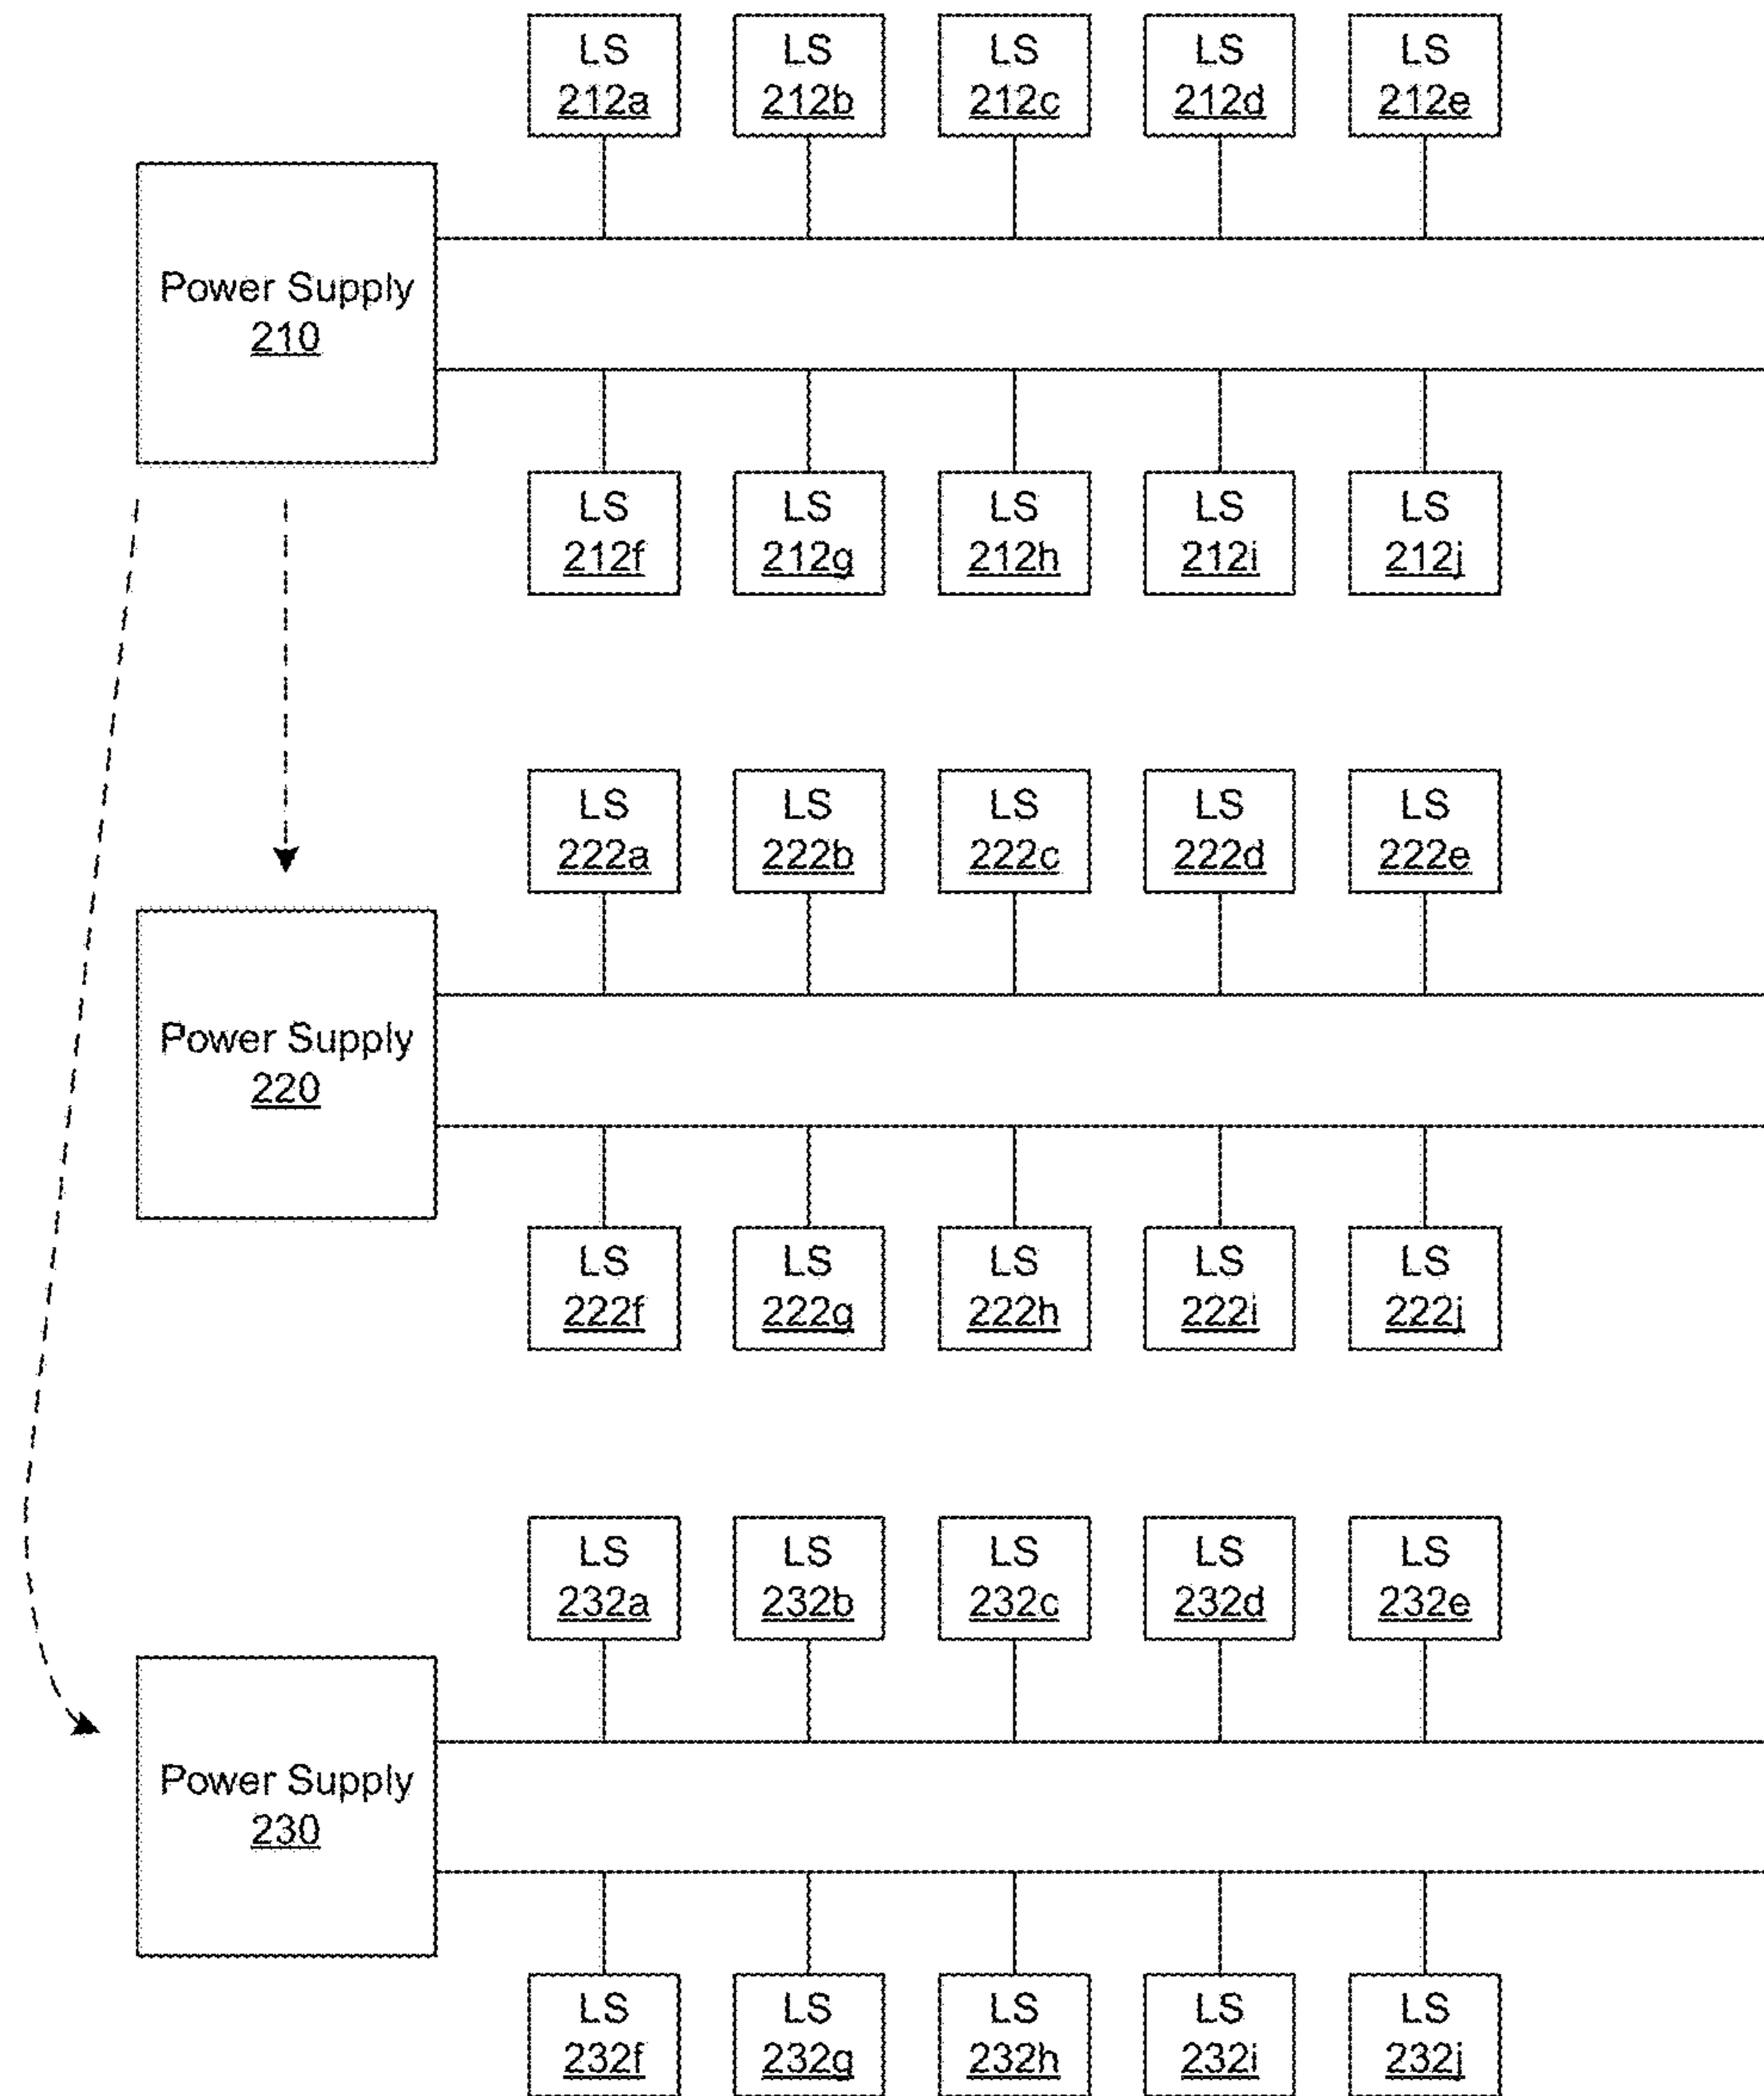 LS
212a
LS
212b
LS
212c
LS
212d
LS
212e
Power Supply
210
LS
212f
LS
212g
LS
212h
LS
212i
LS
212j
LS
222a
LS
222b
LS
222c
LS
222d
LS
222e
Power Supply
220
LS
222f
LS
222g
LS
222h
LS
222i
LS
222j
LS
232a
LS
232b
LS
232c
LS
232d
LS
232e
Power Supply
230
LS
232f
LS
232g
LS
232h
LS
232i
LS
232j